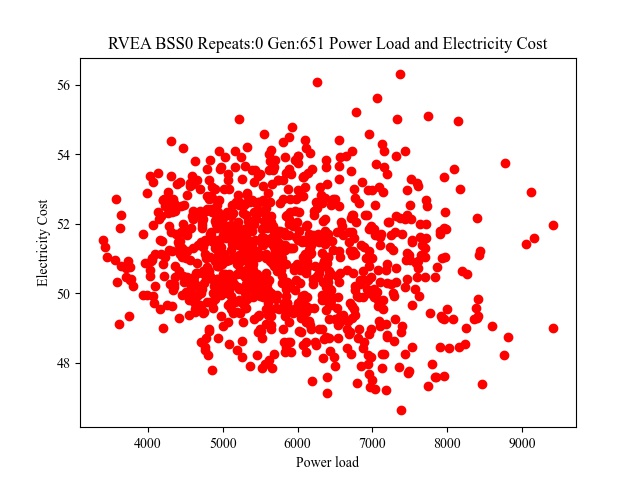 RVEA BSS0 Repeats:0 Gen:651 Power Load and Electricity Cost
56
54
52
50
48
Electricity Cost
4000 5000 6000 7000 8000 9000
Power load